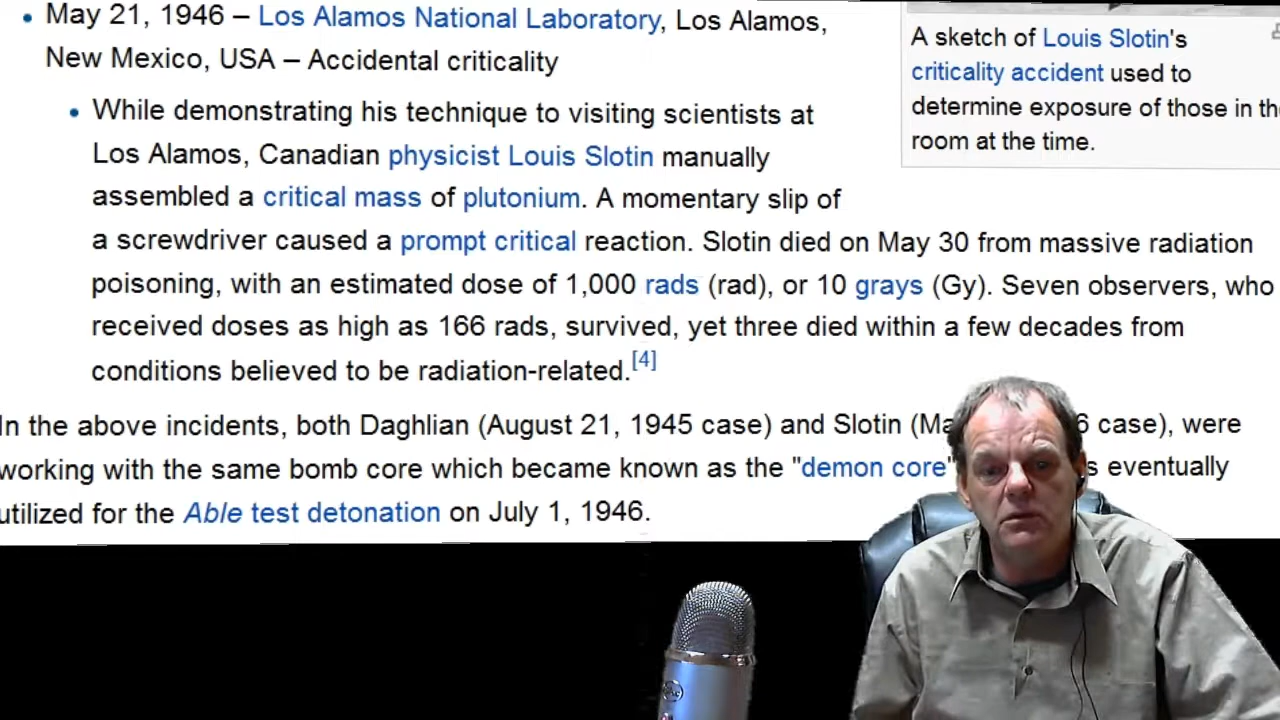 May 21, 1946 – Los Alamos National Laboratory, Los Alamos,
New Mexico, USA – Accidental criticality
While demonstrating his technique to visiting scientists at
Los Alamos, Canadian physicist Louis Slotin manually
assembled a critical mass of plutonium. A momentary slip of
a screwdriver caused a prompt critical reaction. Slotin died on May 30 from massive radiation
poisoning, with an estimated dose of 1,000 rads (rad), or 10 grays (Gy). Seven observers, who
received doses as high as 166 rads, survived, yet three died within a few decades from
conditions believed to be radiation-related.[4]
A sketch of Louis Slotin's
criticality accident used to
determine exposure of those in the
room at the time.
In the above incidents, both Daghlian (August 21, 1945 case) and Slotin (Ma 6 case), were
working with the same bomb core which became known as the "demon core" s eventually
utilized for the Able test detonation on July 1, 1946.